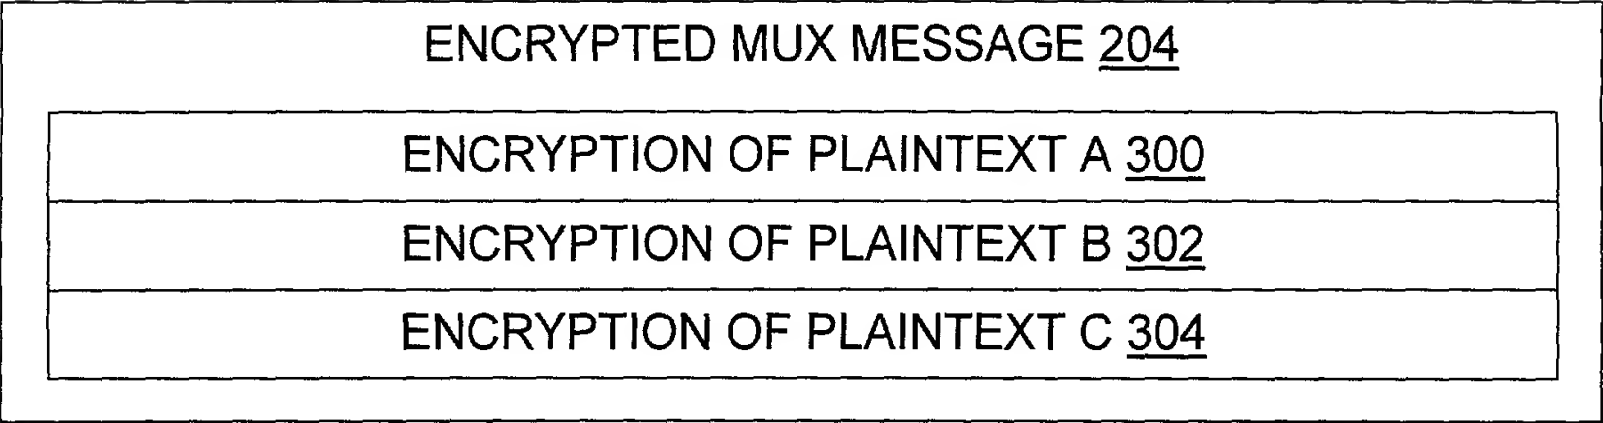 ENCRYPTED MUX MESSAGE 204
ENCRYPTION OF PLAINTEXT A 300
ENCRYPTION OF PLAINTEXT B 302
ENCRYPTION OF PLAINTEXT C 304